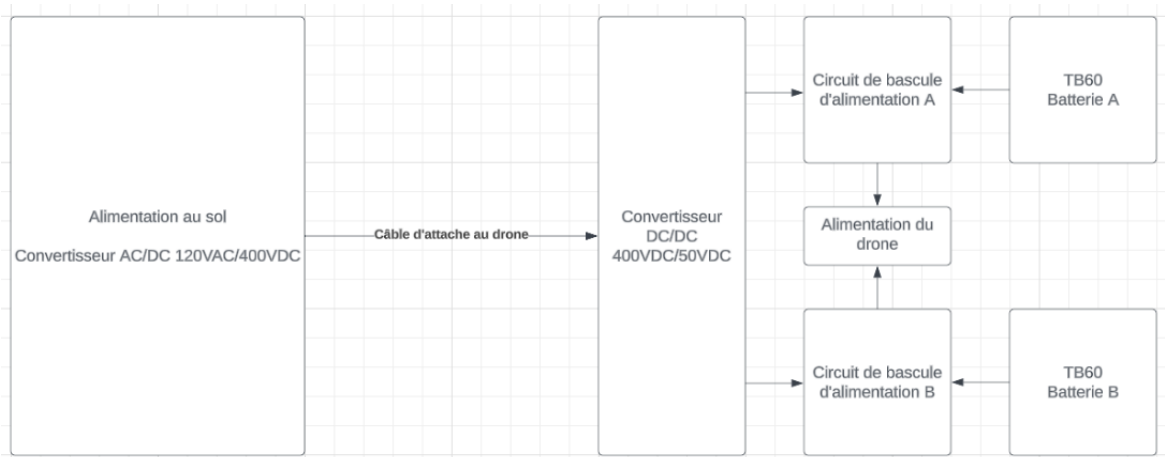 Alimentation au sol
Convertisseur AC/DC 120VAC/400VDC
Câble d'attache au drone
Convertisseur
DC/DC
400VDC/50VDC
Circuit de bascule
d'alimentation A
TB60
Batterie A
Alimentation du
drone
Circuit de bascule
d'alimentation B
TB60
Batterie B